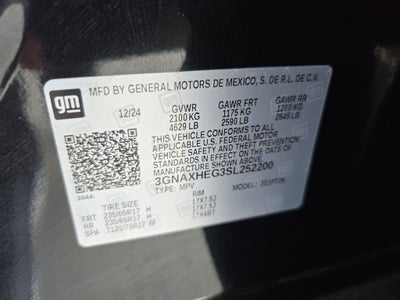 gm
MFD BY GENERAL MOTORS DE MEXICO, S. DE R.L. DE C.V.
12/24 GVWR GAWR FRT GAWR RR
2100 KG 1175 KG 1200 KG
4629 LB 2590 LB 2645 LB
THIS VEHICLE CONFORMS TO ALL
APPLICABLE U.S. FEDERAL MOTOR
VEHICLE SAFETY, BUMPER, AND THEFT
PREVENTION STANDARDS IN EFFECT ON THE DATE OF
MANUFACTURE SHOWN ABOVE.
3GNAXHEG3SL252200
TYPE: MPV MODEL:
TIRE SIZE RIM
FRT 235/65R17 H 17X7.5J
RR 235/65R17 H 17X7.5J
SPA T125/70R17 M 17X4BT